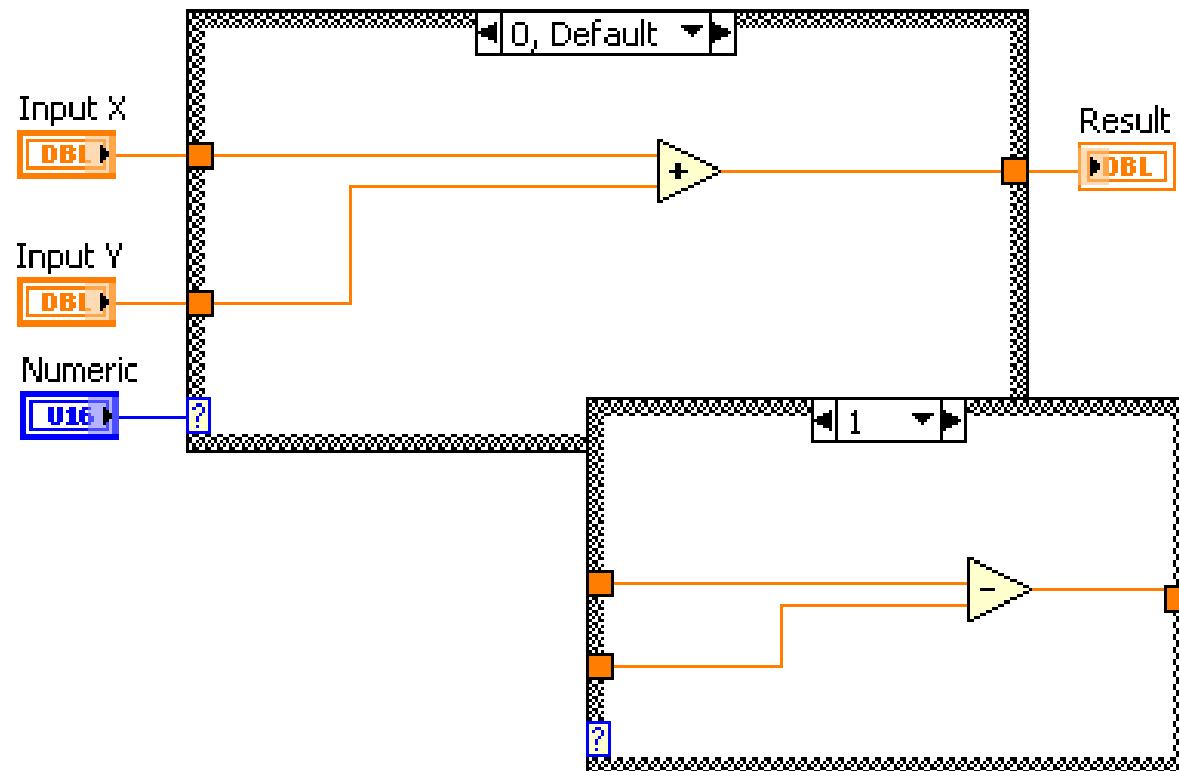 0, Default
Input X
DBL
+
Result
DBL
Input Y
DBL
Numeric
U16
?
1
-
?